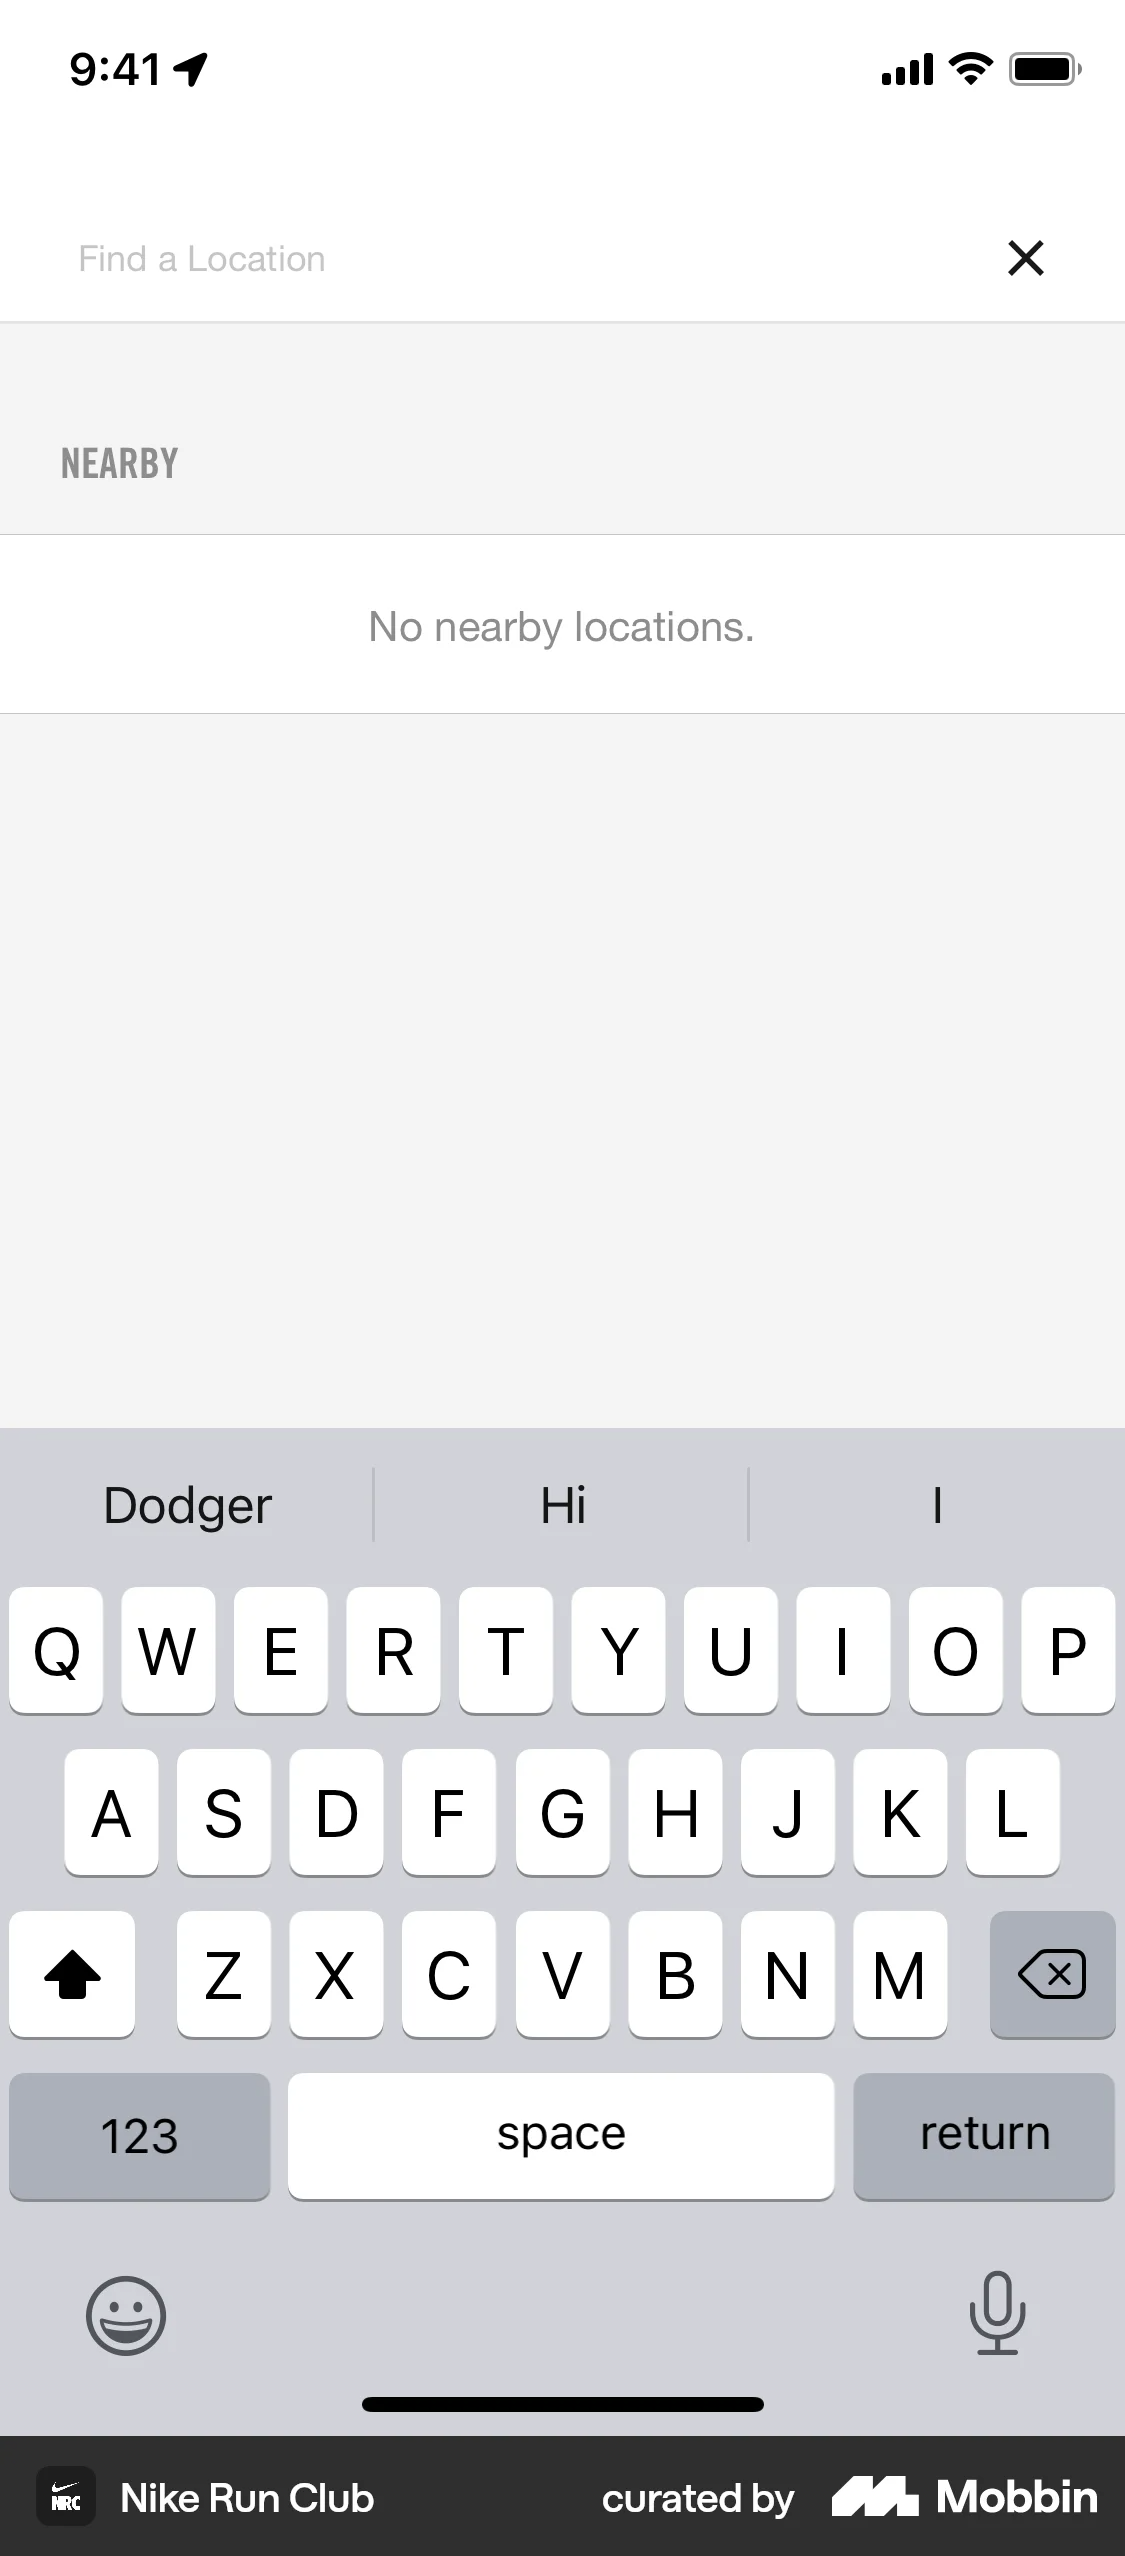 9:41
Find a Location
NEARBY
No nearby locations.
Dodger Hi I
Q W E R T Y U I O P
A S D F G H J K L
Z X C V B N M
123 space return
NRC Nike Run Club curated by Mobbin